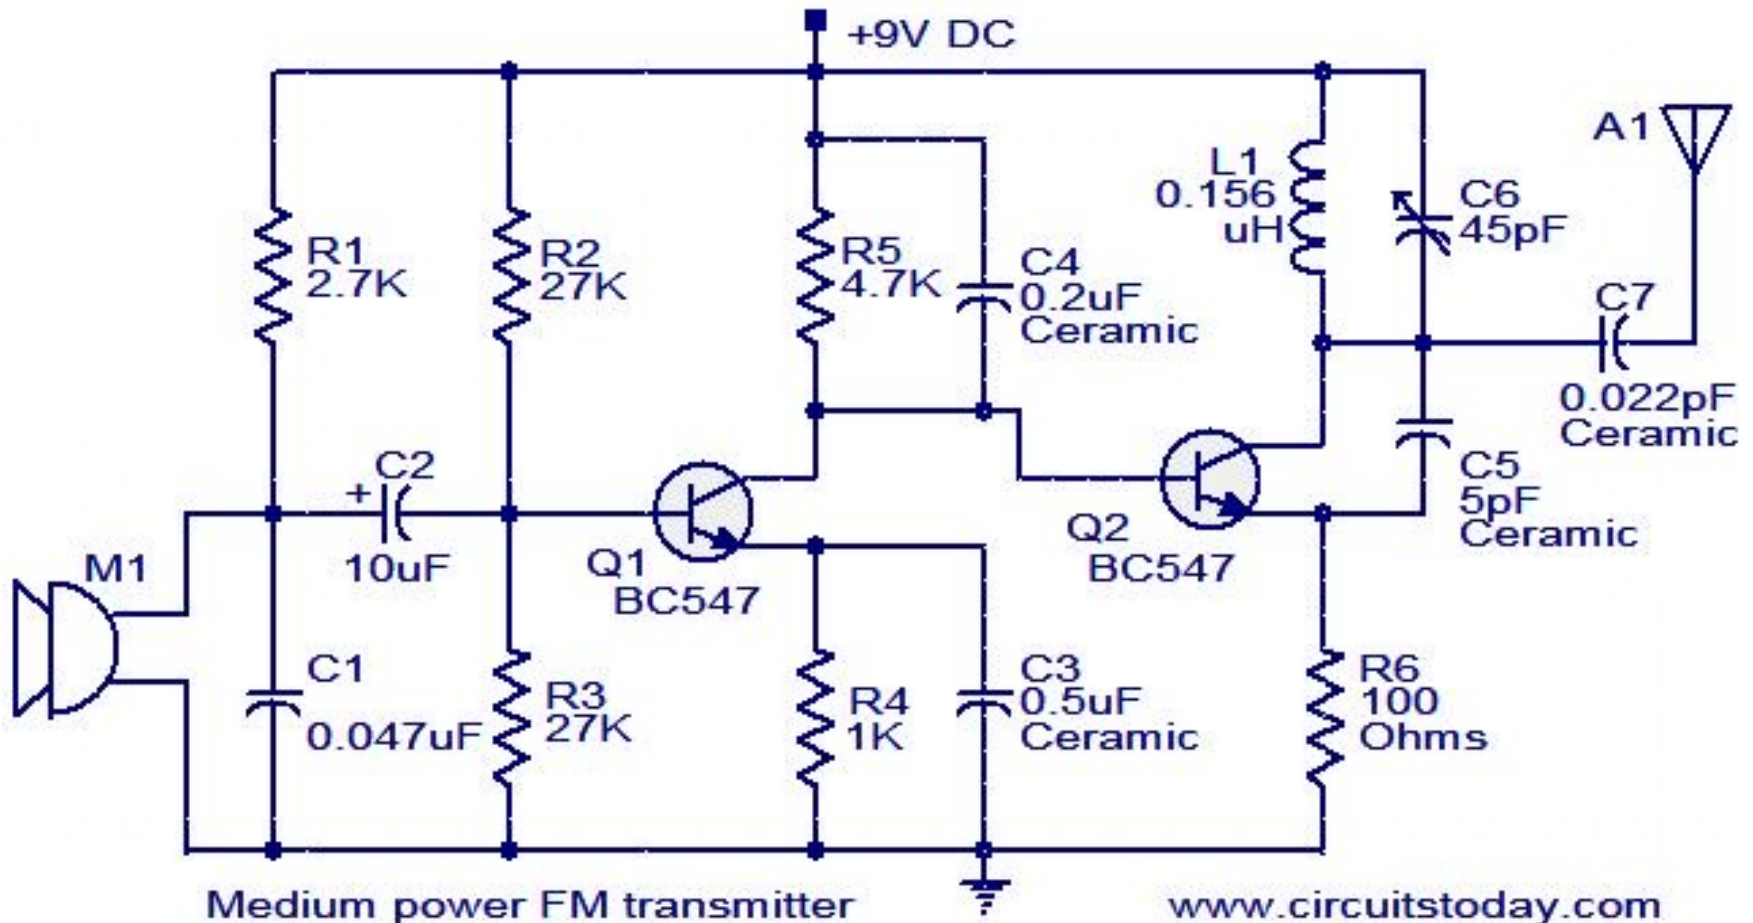 +9V DC
A1
L1
0.156
uH
C6
45pF
R1
2.7K
R2
27K
R5
4.7K
C4
0.2uF
Ceramic
C7
0.022pF
Ceramic
C2
+
10uF
Q1
BC547
Q2
BC547
C5
5pF
Ceramic
M1
C1
0.047uF
R3
27K
R4
1K
C3
0.5uF
Ceramic
R6
100
Ohms
Medium power FM transmitter
www.circuitstoday.com